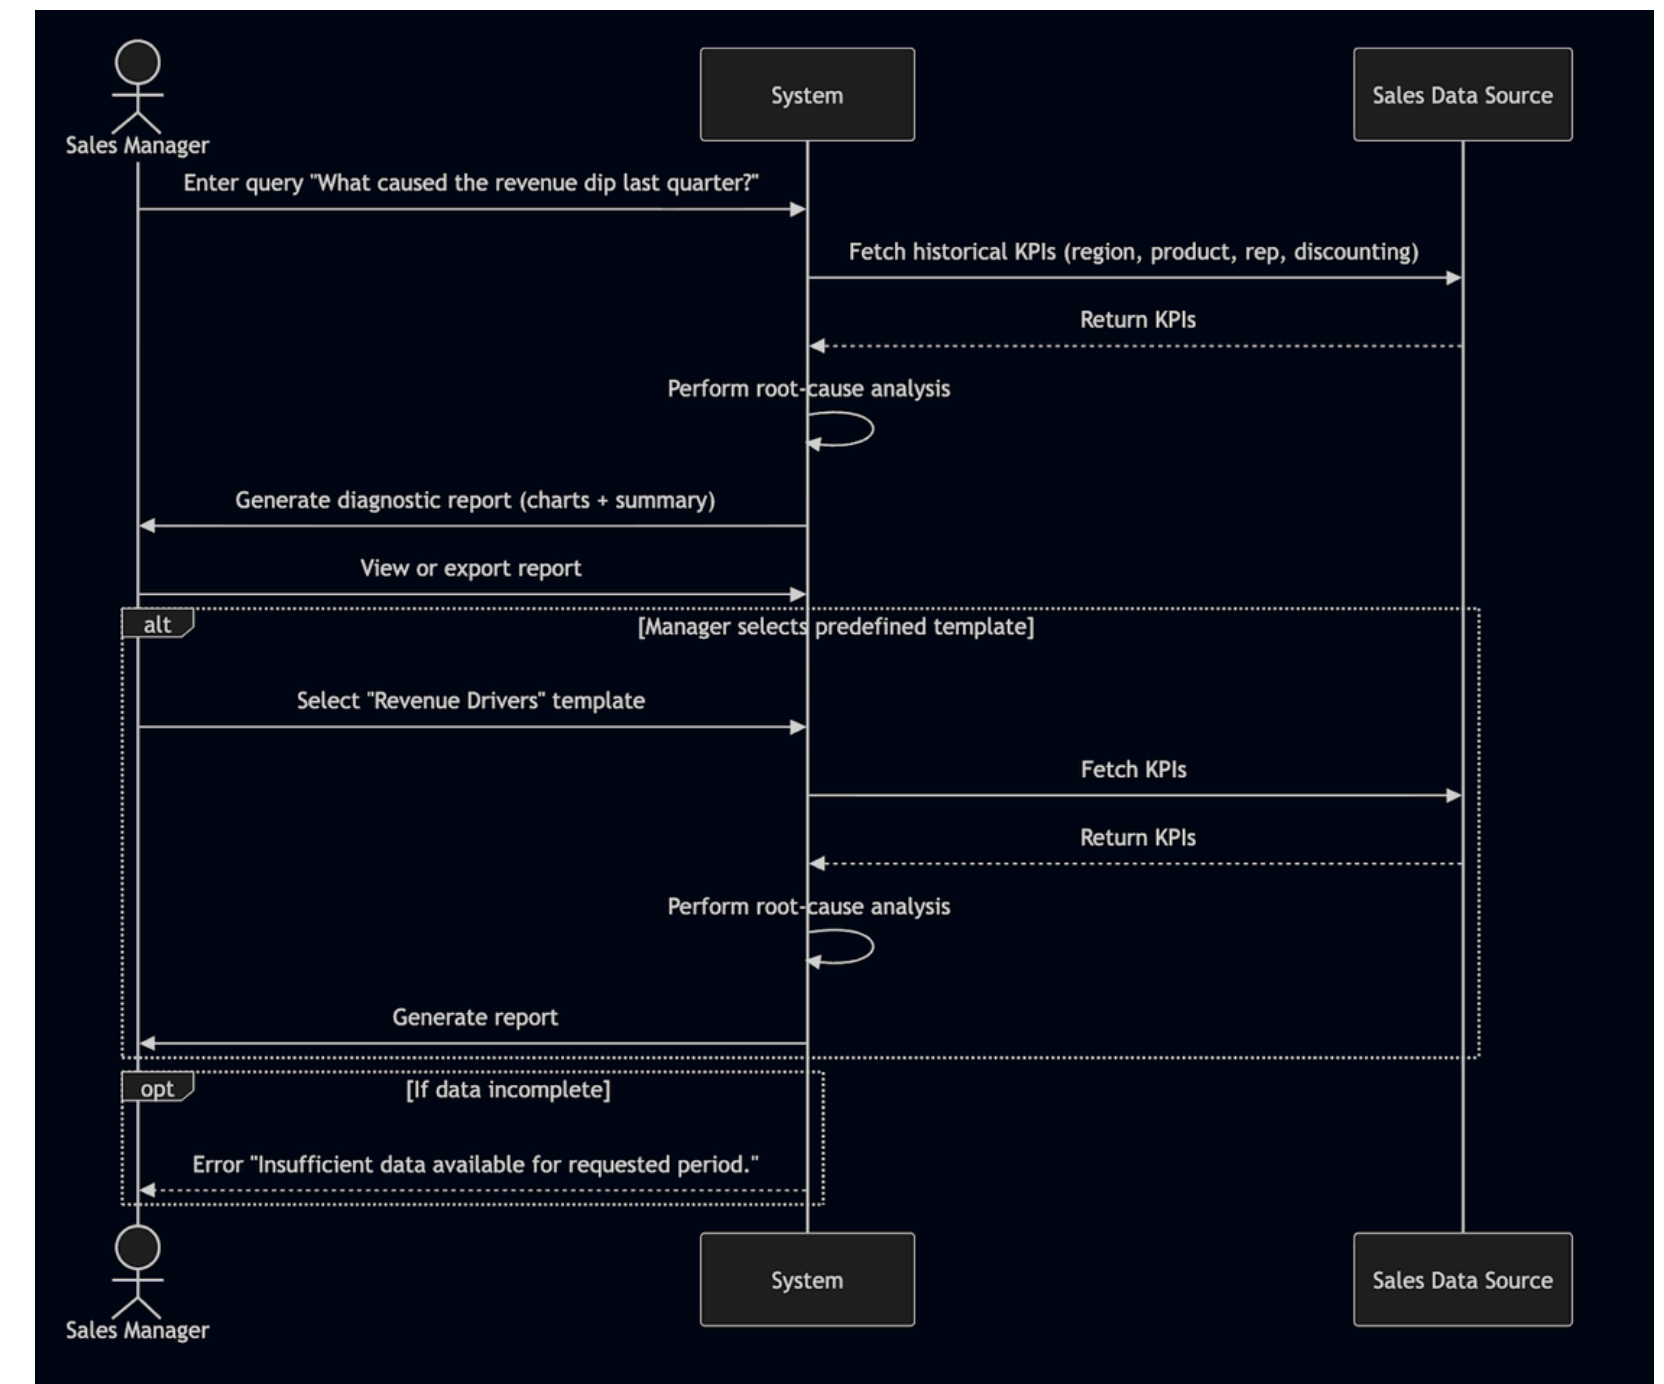 Sales Manager
System
Sales Data Source
Enter query "What caused the revenue dip last quarter?"
Fetch historical KPIs (region, product, rep, discounting)
Return KPIs
Perform root-cause analysis
Generate diagnostic report (charts + summary)
View or export report
alt
[Manager selects predefined template]
Select "Revenue Drivers" template
Fetch KPIs
Return KPIs
Perform root-cause analysis
Generate report
opt
[If data incomplete]
Error "Insufficient data available for requested period."
Sales Manager
System
Sales Data Source